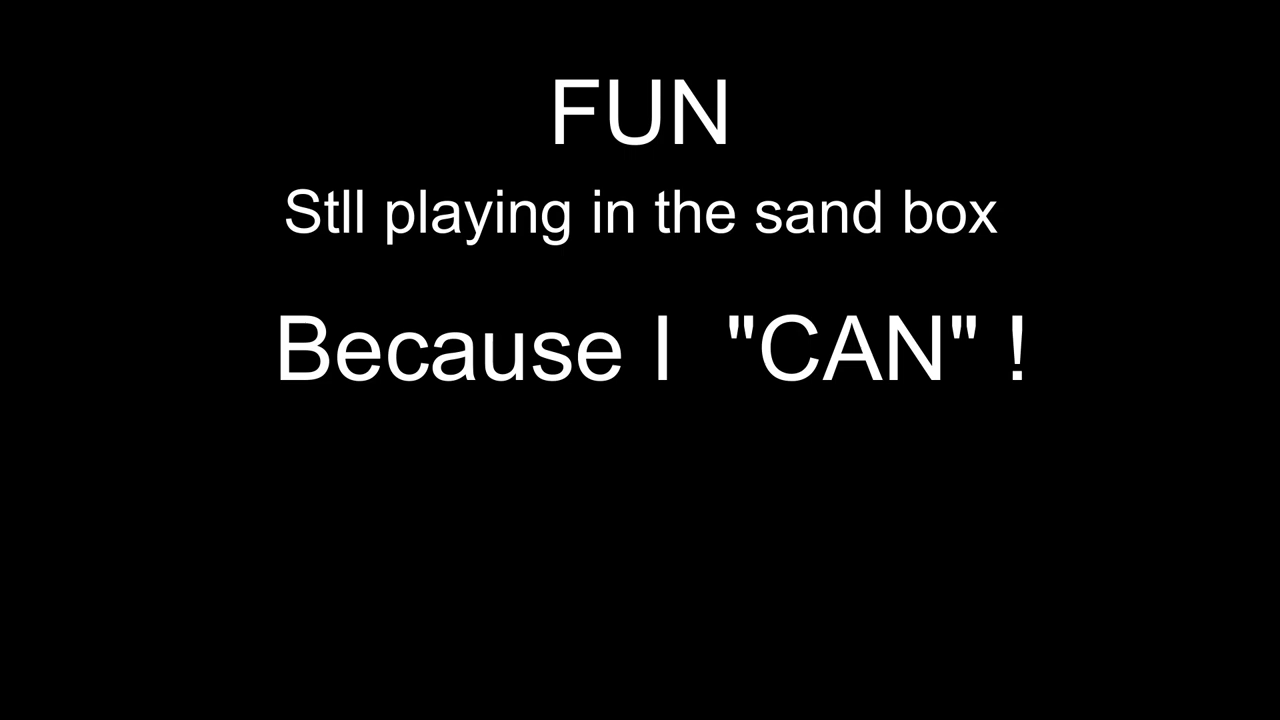 FUN
Stll playing in the sand box
Because I  "CAN" !